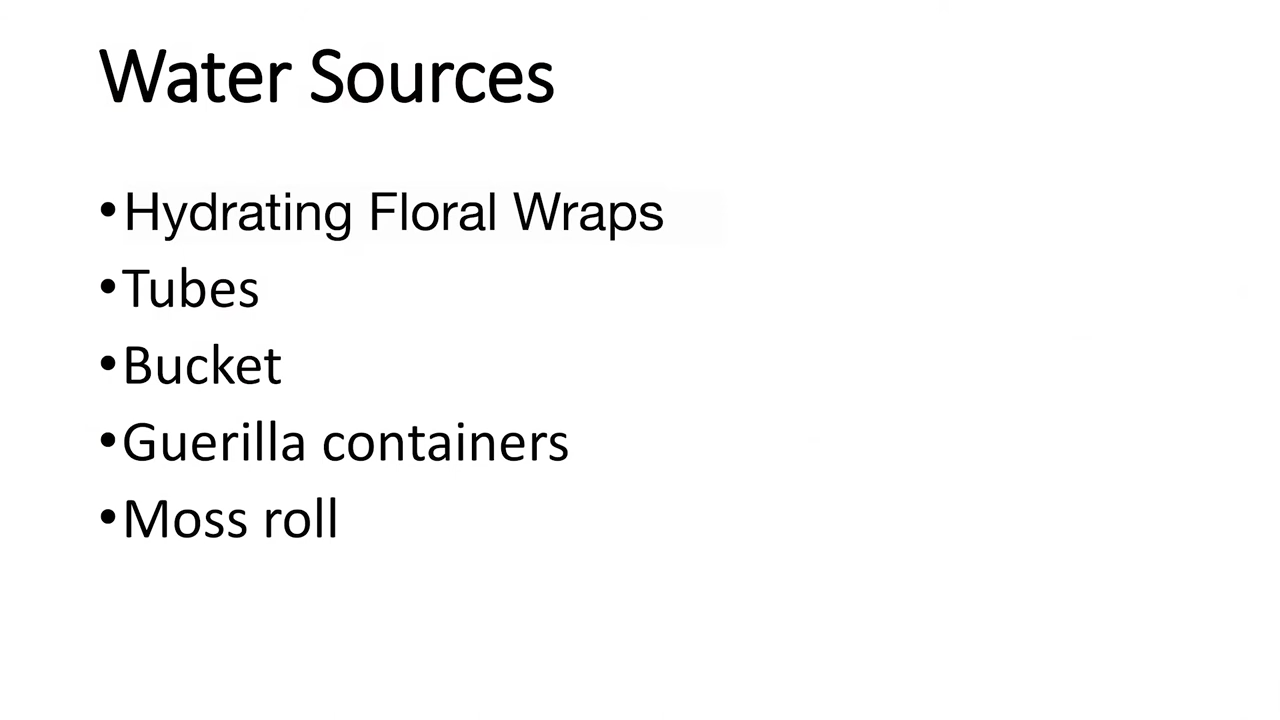 Water Sources
•Hydrating Floral Wraps
•Tubes
•Bucket
•Guerilla containers
•Moss roll